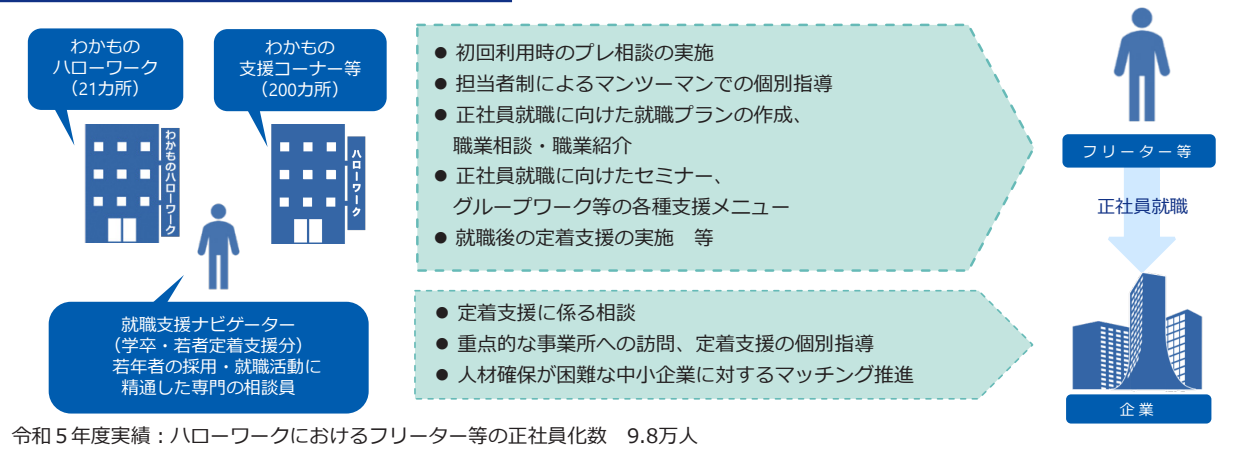 わかもの
ハローワーク
（21カ所）
わかもの
支援コーナー等
（200カ所）
わかものハローワーク
ハローワーク
就職支援ナビゲーター
（学卒・若者定着支援分）
若年者の採用・就職活動に
精通した専門の相談員
● 初回利用時のプレ相談の実施
● 担当者制によるマンツーマンでの個別指導
● 正社員就職に向けた就職プランの作成、
職業相談・職業紹介
● 正社員就職に向けたセミナー、
グループワーク等の各種支援メニュー
● 就職後の定着支援の実施　等
● 定着支援に係る相談
● 重点的な事業所への訪問、定着支援の個別指導
● 人材確保が困難な中小企業に対するマッチング推進
フリーター等
正社員就職
企業
令和５年度実績：ハローワークにおけるフリーター等の正社員化数　9.8万人